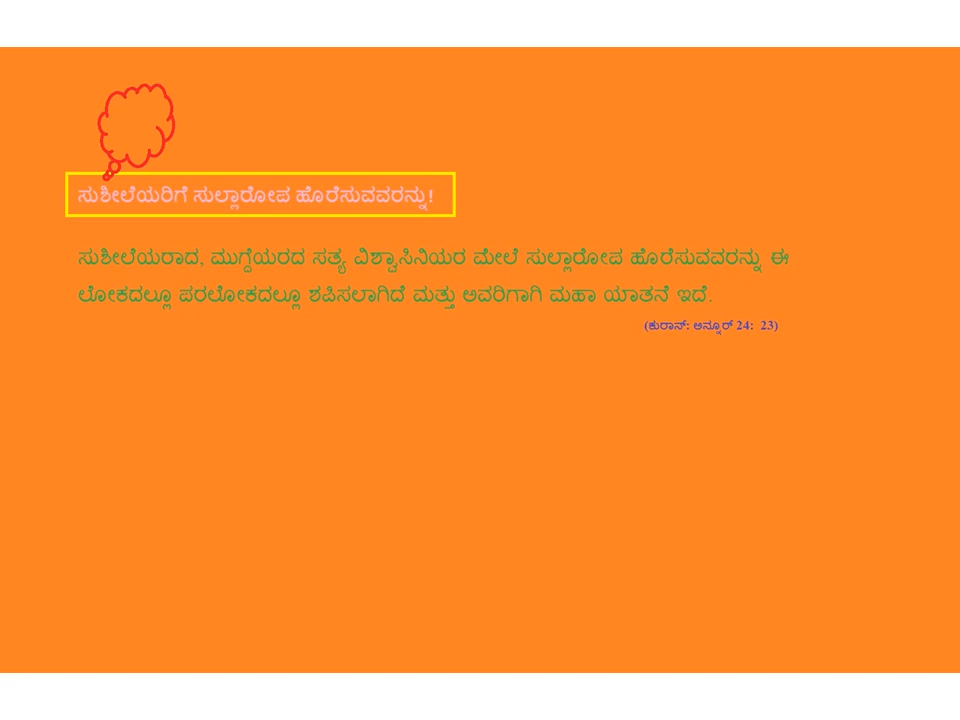 ಸುಶೀಲೆಯರಿಗೆ ಸುಲ್ಲಾರೋಪ ಹೊರೆಸುವವರನ್ನು!
ಸುಶೀಲೆಯರಾದ, ಮುಗ್ದೆಯರದ ಸತ್ಯ ವಿಶ್ವಾಸಿನಿಯರ ಮೇಲೆ ಸುಲ್ಲಾರೋಪ ಹೊರೆಸುವವರನ್ನು ಈ
ಲೋಕದಲ್ಲೂ ಪರಲೋಕದಲ್ಲೂ ಶಪಿಸಲಾಗಿದೆ ಮತ್ತು ಅವರಿಗಾಗಿ ಮಹಾ ಯಾತನೆ ಇದೆ.
(ಕುರಾನ್: ಅನ್ನೂರ್ 24: 23)